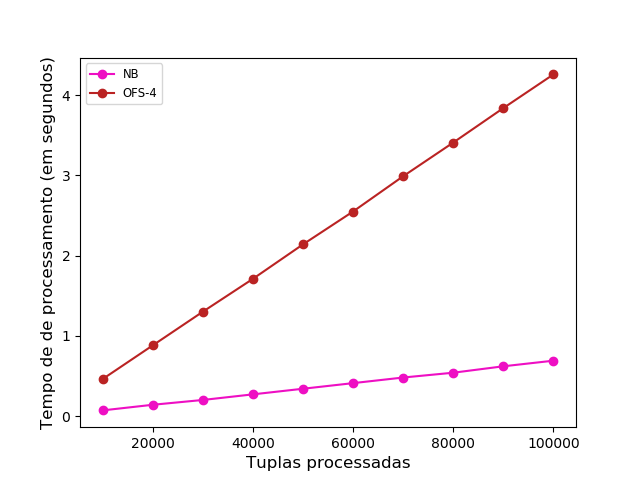 NB
OFS-4
Tempo de de processamento (em segundos)
4
3
2
1
0
20000
40000
60000
80000
100000
Tuplas processadas